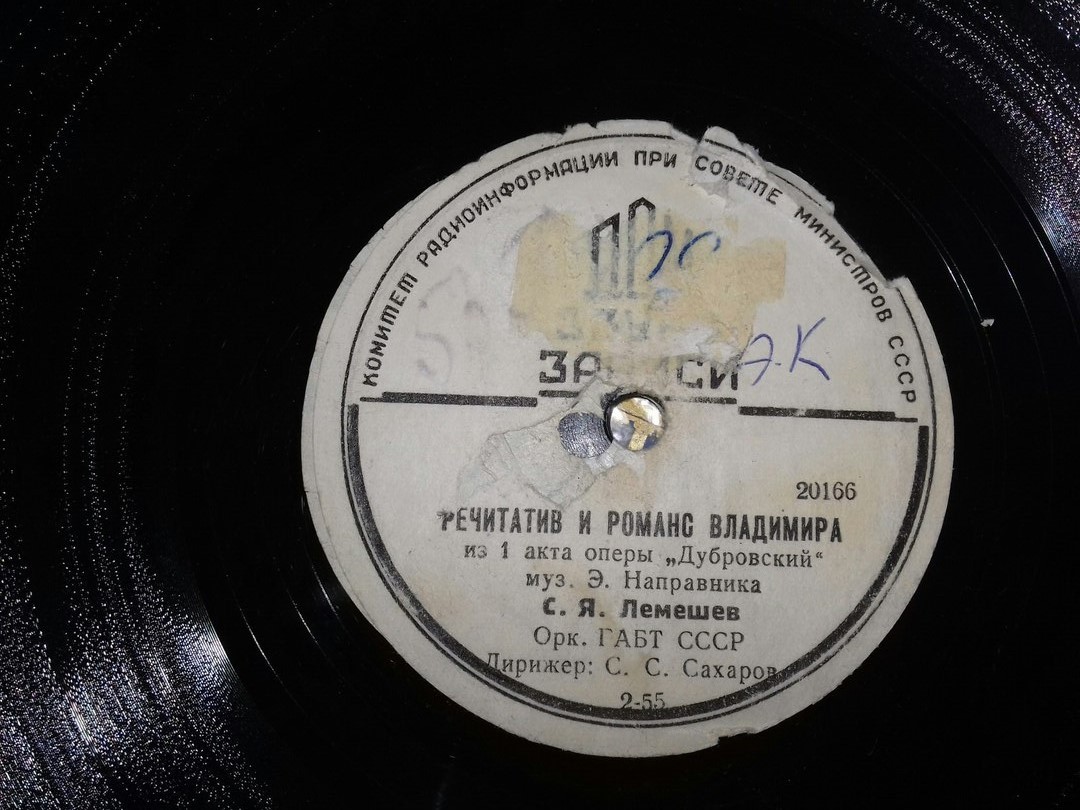 КОМИТЕТ РАДИОИНФОРМАЦИИ ПРИ СОВЕТЕ МИНИСТРОВ СССР
А.К
20166
РЕЧИТАТИВ И РОМАНС ВЛАДИМИРА
из 1 акта оперы „Дубровский“
муз. Э. Направника
С. Я. Лемешев
Орк. ГАБТ СССР
Дирижер: С. С. Сахаров
2-55